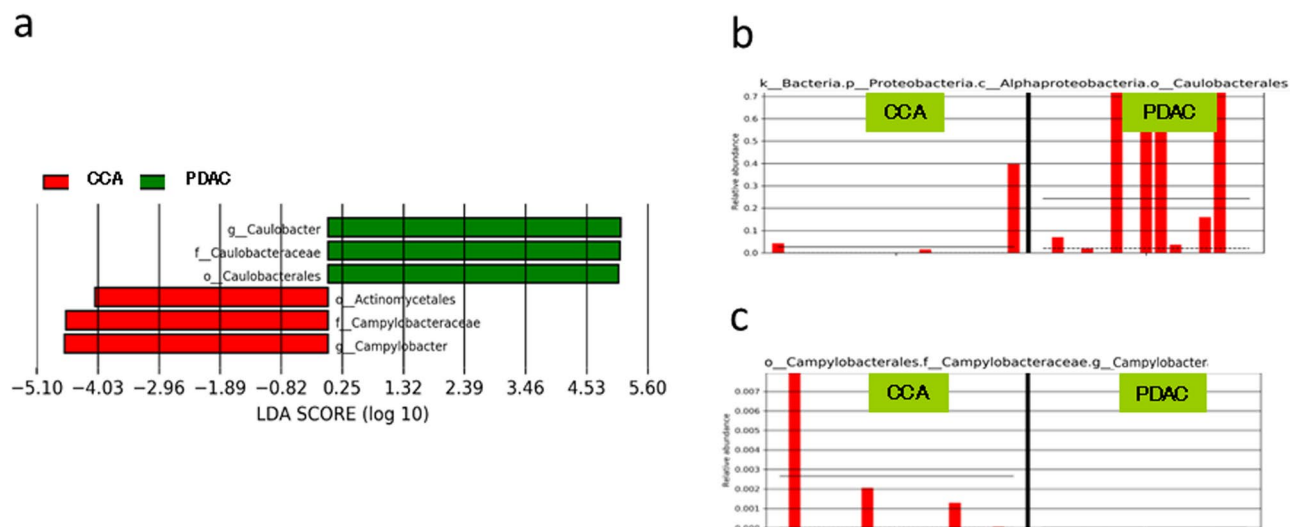 a
CCA PDAC
g__Caulobacter
f__Caulobacteraceae
o__Caulobacterales
o__Actinomycetales
f__Campylobacteraceae
g__Campylobacter
−5.10 −4.03 −2.96 −1.89 −0.82 0.25 1.32 2.39 3.46 4.53 5.60
LDA SCORE (log 10)
b
k__Bacteria.p__Proteobacteria.c__Alphaproteobacteria.o__Caulobacterales
CCA PDAC
Relative abundance
0.7
0.6
0.5
0.4
0.3
0.2
0.1
0.0
c
o__Campylobacterales.f__Campylobacteraceae.g__Campylobacter
CCA PDAC
Relative abundance
0.007
0.006
0.005
0.004
0.003
0.002
0.001